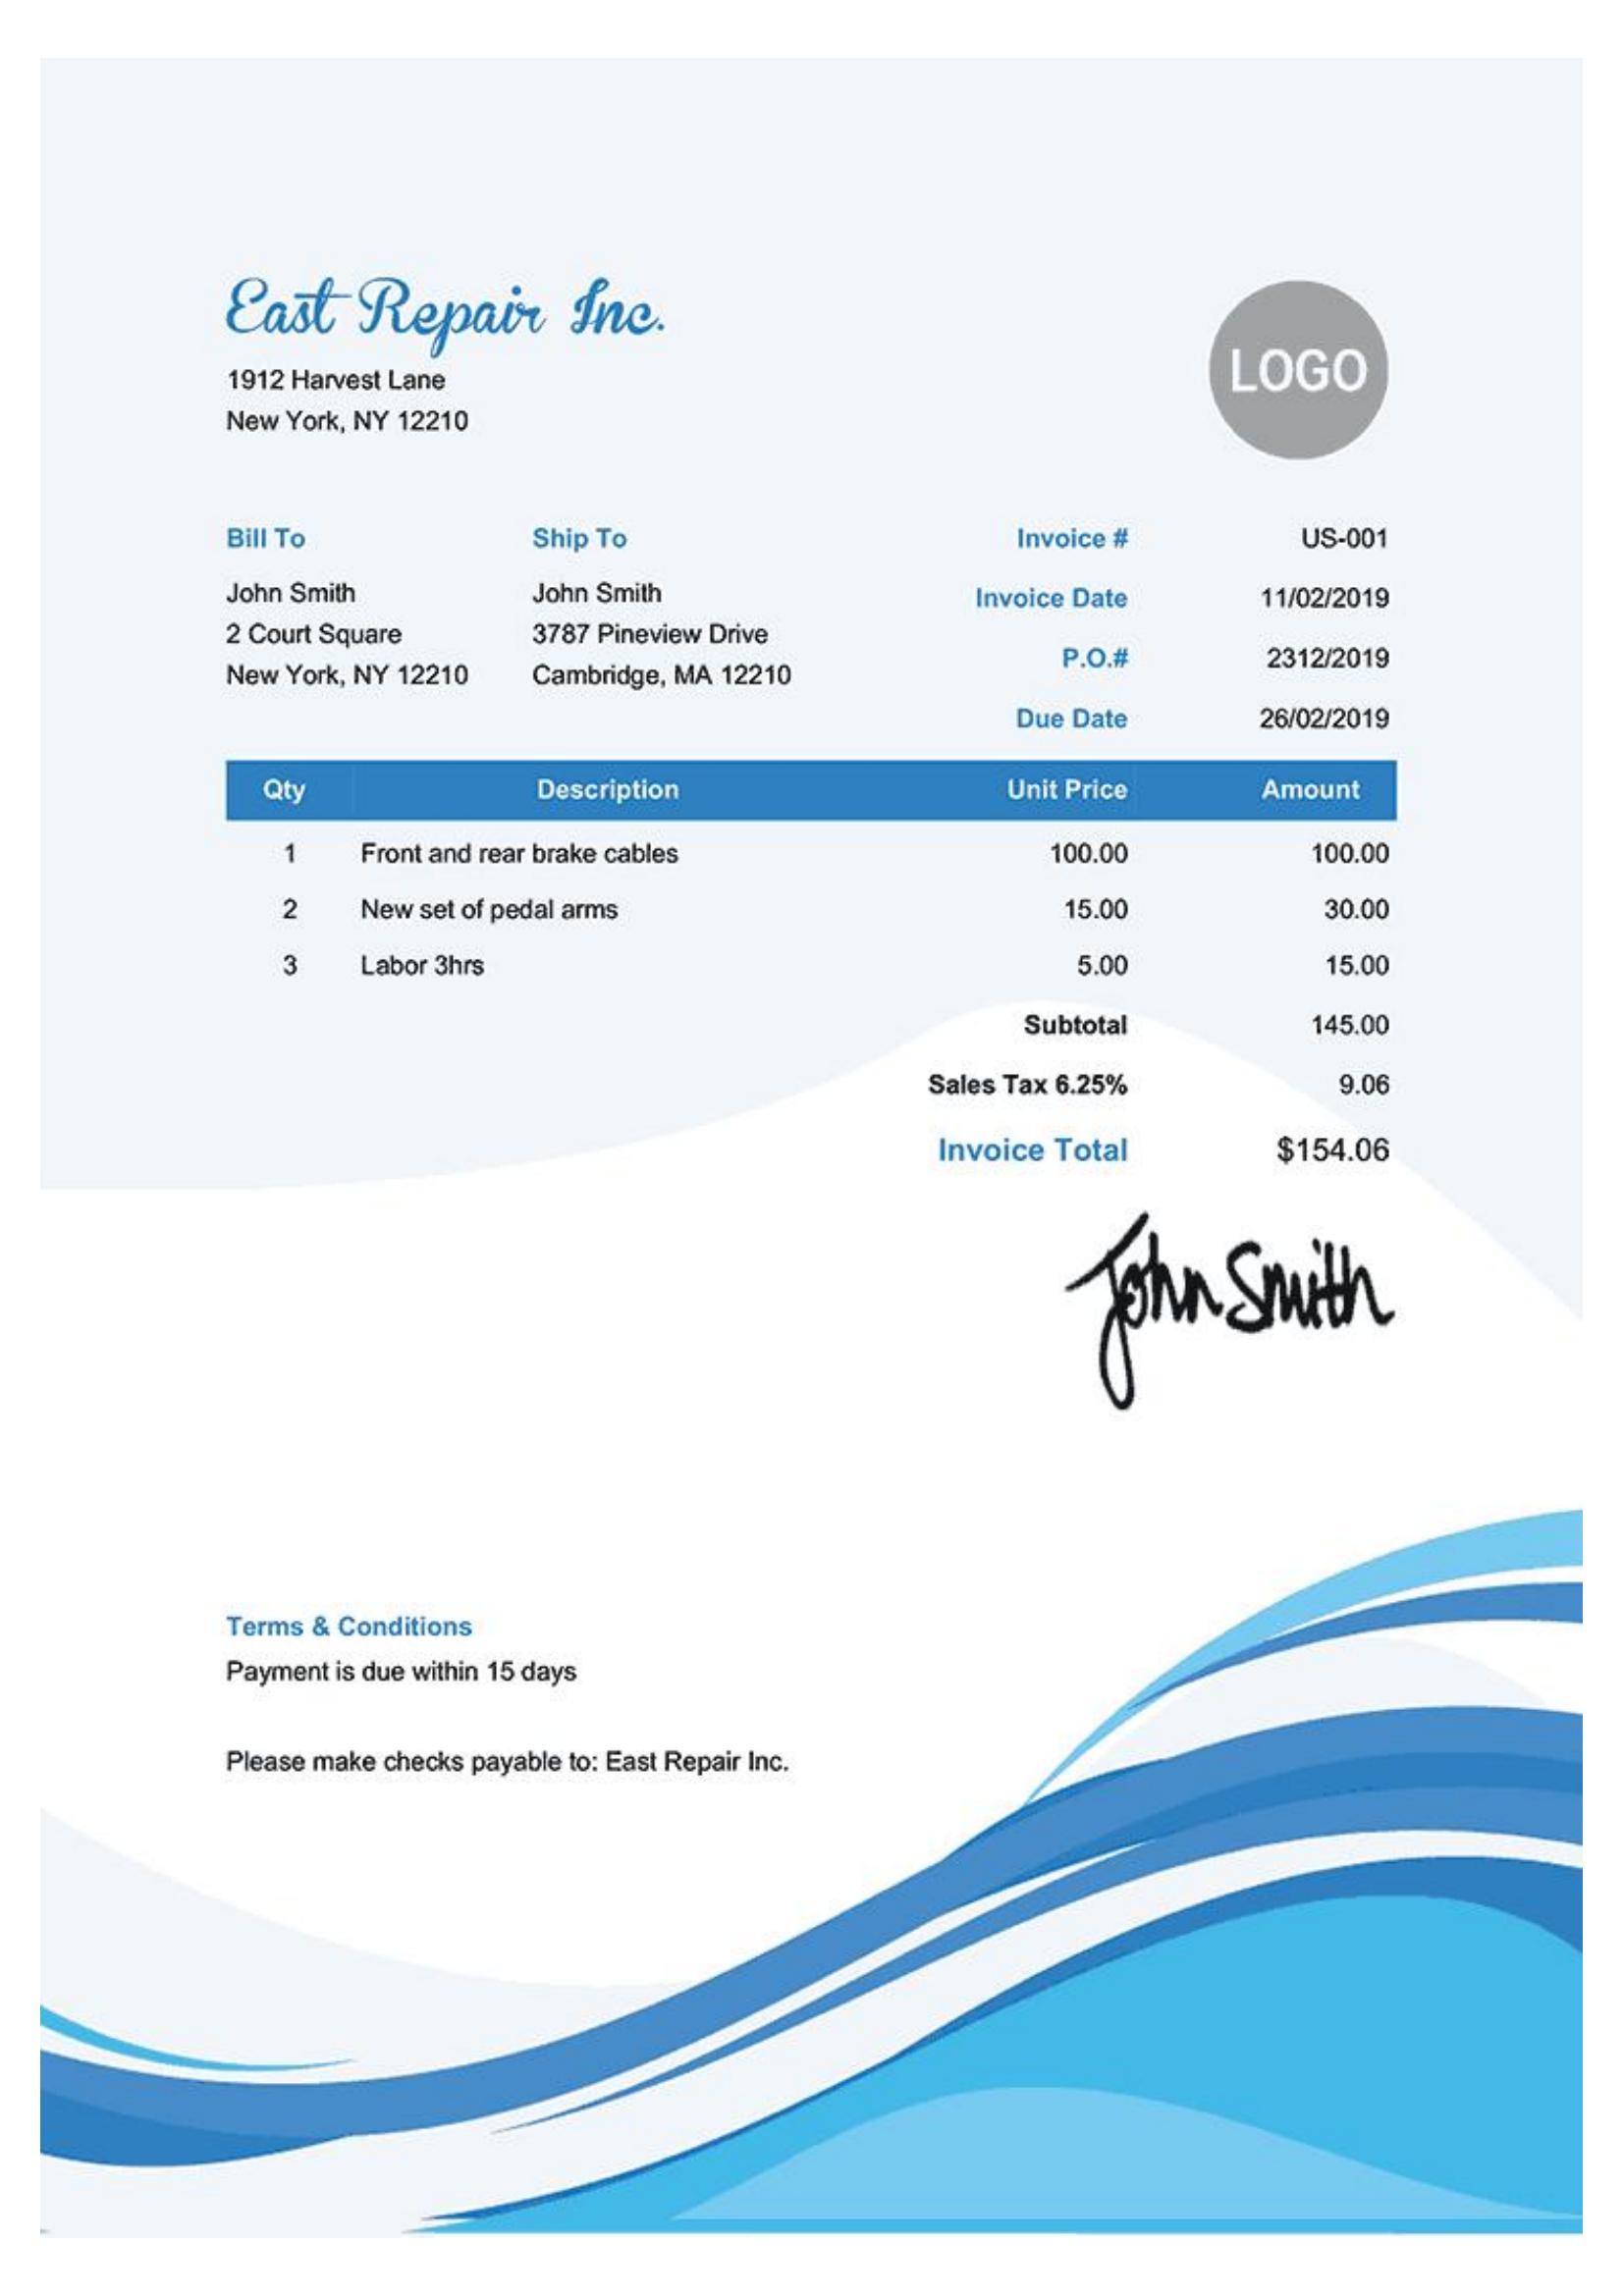 East Repair Inc.
1912 Harvest Lane
New York, NY 12210
LOGO
Bill To
John Smith
2 Court Square
New York, NY 12210
Ship To
John Smith
3787 Pineview Drive
Cambridge, MA 12210
Invoice # US-001
Invoice Date 11/02/2019
P.O.# 2312/2019
Due Date 26/02/2019
Qty Description Unit Price Amount
1 Front and rear brake cables 100.00 100.00
2 New set of pedal arms 15.00 30.00
3 Labor 3hrs 5.00 15.00
Subtotal 145.00
Sales Tax 6.25% 9.06
Invoice Total $154.06
John Smith
Terms & Conditions
Payment is due within 15 days
Please make checks payable to: East Repair Inc.